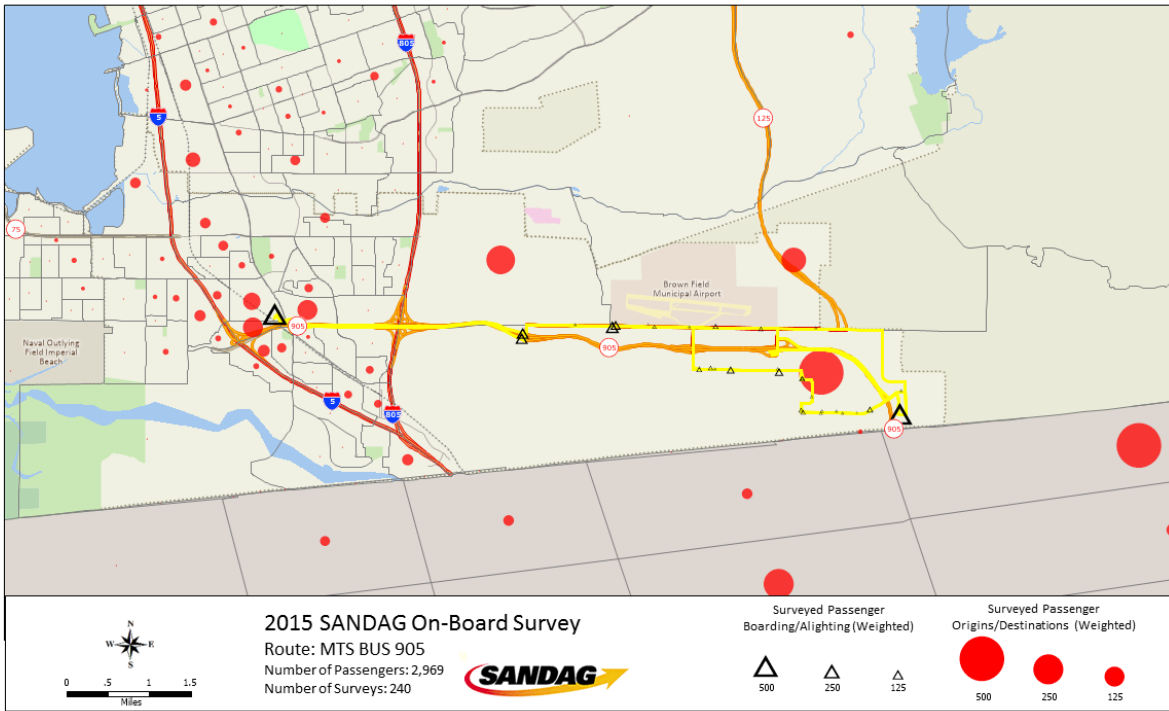 805
5
125
75
Brown Field
Municipal Airport
905
905
Naval Outlying
Field Imperial
Beach
5
805
905
2015 SANDAG On-Board Survey
Route: MTS BUS 905
Number of Passengers: 2,969
Number of Surveys: 240
SANDAG
N
W E
S
0 .5 1 1.5
Miles
Surveyed Passenger
Boarding/Alighting (Weighted)
500 250 125
Surveyed Passenger
Origins/Destinations (Weighted)
500 250 125